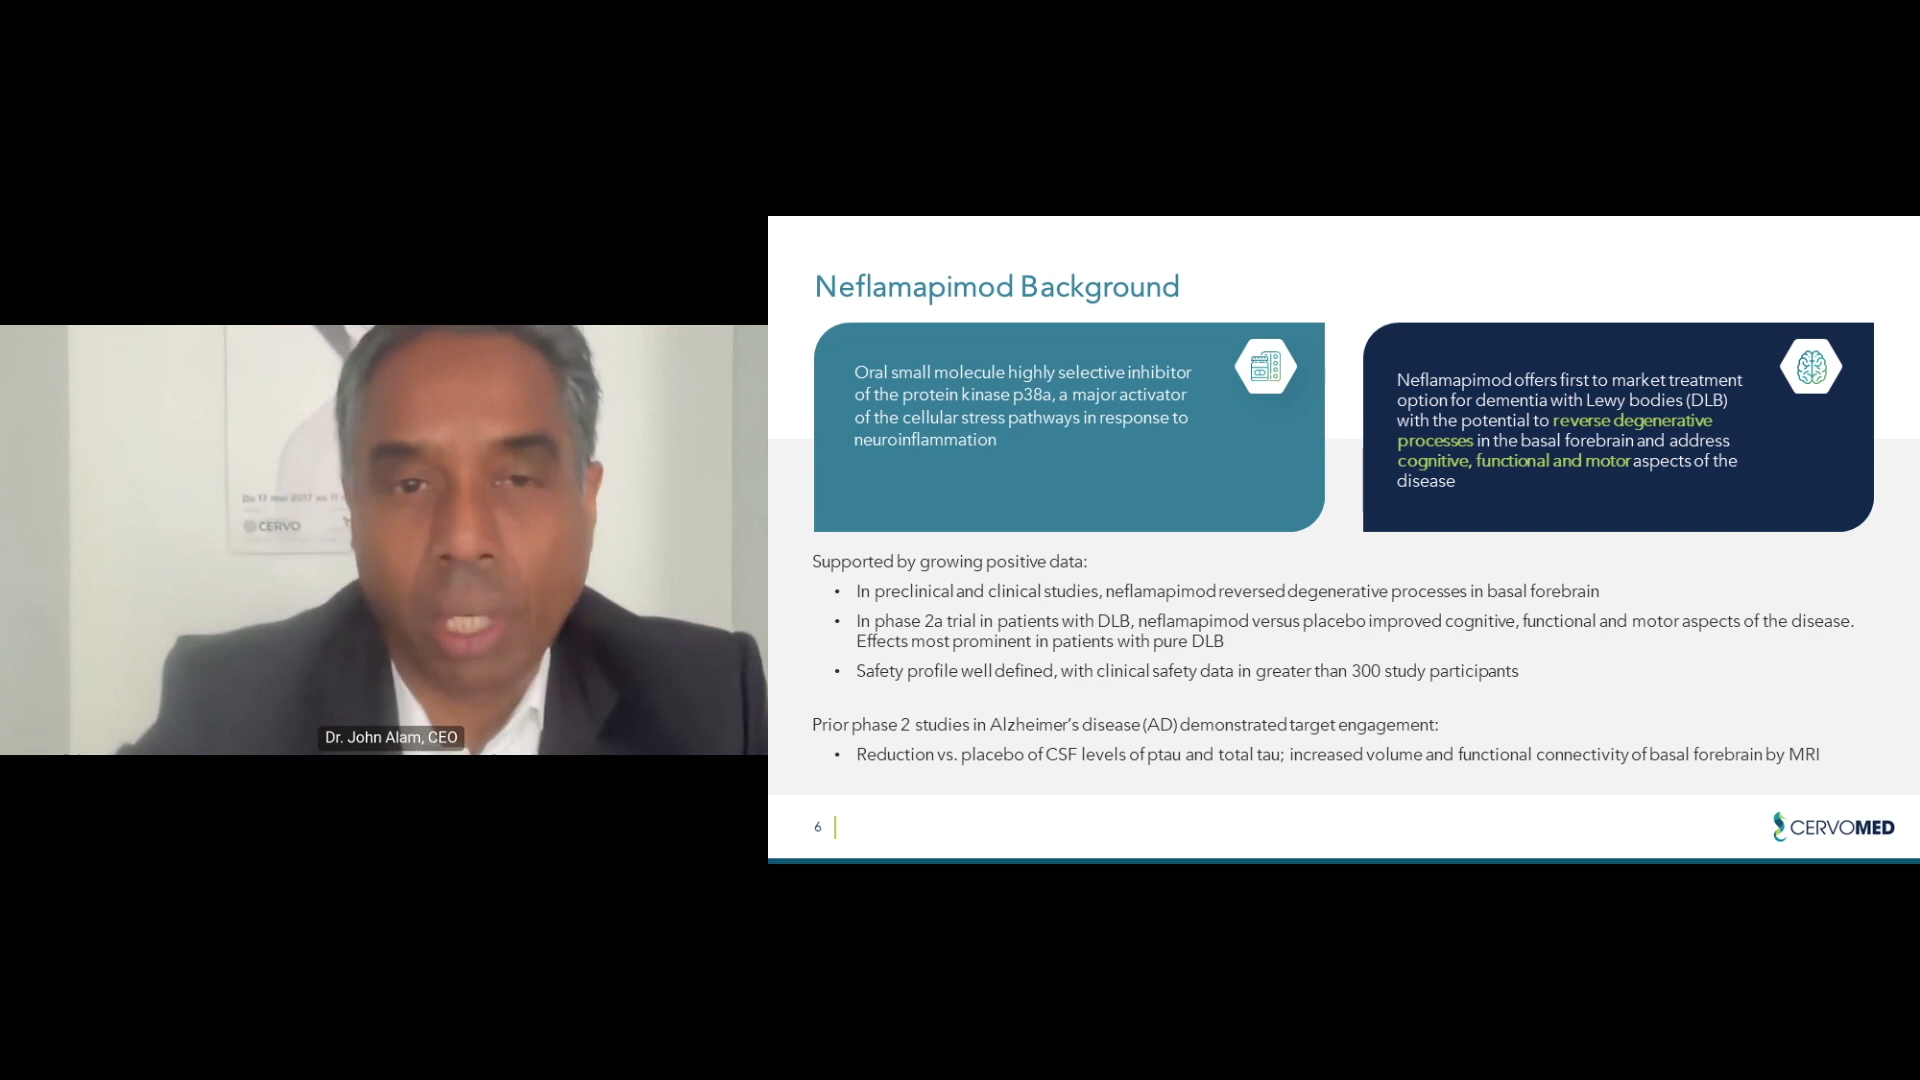 Du 17 mai 2017 au 11
CERVO
Dr. John Alam, CEO
Neflamapimod Background
Oral small molecule highly selective inhibitor
of the protein kinase p38a, a major activator
of the cellular stress pathways in response to
neuroinflammation
Neflamapimod offers first to market treatment
option for dementia with Lewy bodies (DLB)
with the potential to reverse degenerative
processes in the basal forebrain and address
cognitive, functional and motor aspects of the
disease
Supported by growing positive data:
• In preclinical and clinical studies, neflamapimod reversed degenerative processes in basal forebrain
• In phase 2a trial in patients with DLB, neflamapimod versus placebo improved cognitive, functional and motor aspects of the disease.
Effects most prominent in patients with pure DLB
• Safety profile well defined, with clinical safety data in greater than 300 study participants
Prior phase 2 studies in Alzheimer’s disease (AD) demonstrated target engagement:
• Reduction vs. placebo of CSF levels of ptau and total tau; increased volume and functional connectivity of basal forebrain by MRI
6
CERVOMED